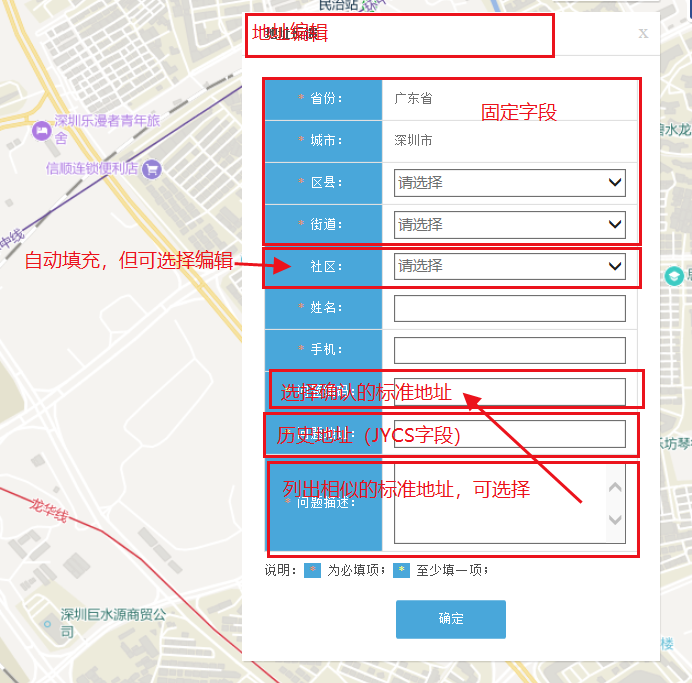 民治站
地址编辑
x
* 省份：
广东省
固定字段
* 城市：
深圳市
* 区县：
请选择
* 街道：
请选择
自动填充，但可选择编辑
社区：
请选择
* 姓名：
* 手机：
选择确认的标准地址
历史地址（JYCS字段）
列出相似的标准地址，可选择
* 问题描述：
说明： * 为必填项； * 至少填一项；
确定
深圳乐漫者青年旅
舍
信顺连锁便利店
中线
龙华线
深圳巨水源商贸公
司
水龙
坊琴
楼